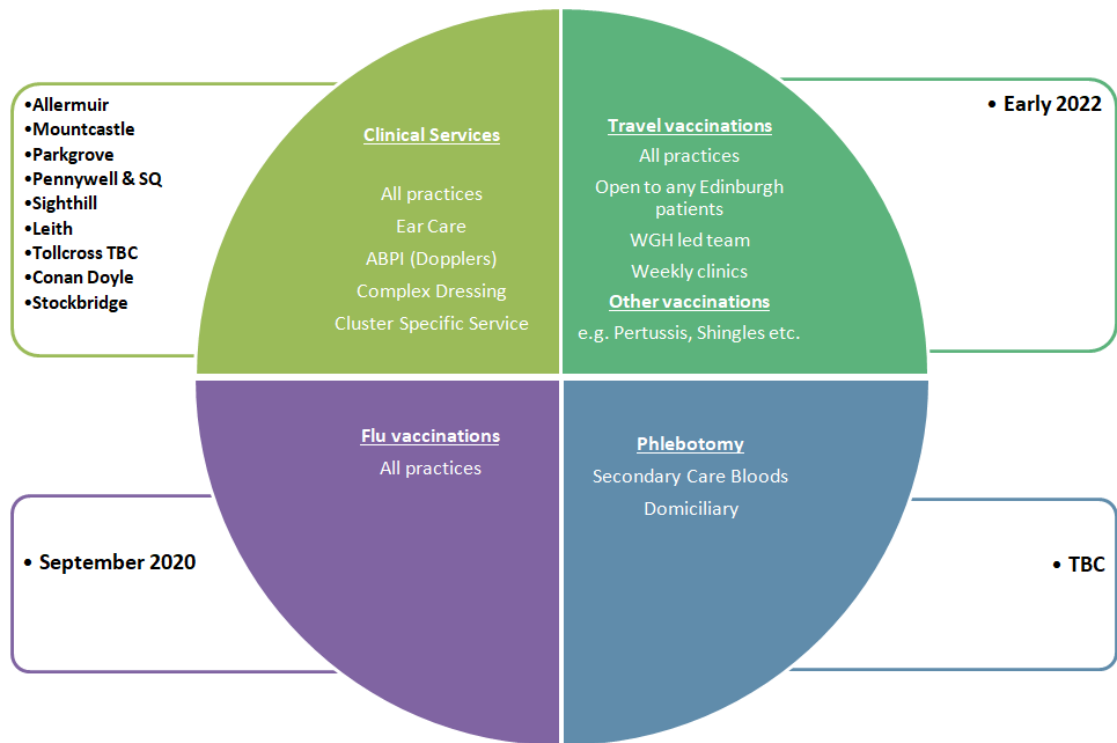 •Allermuir
•Mountcastle
•Parkgrove
•Pennywell & SQ
•Sighthill
•Leith
•Tollcross TBC
•Conan Doyle
•Stockbridge
Clinical Services
All practices
Ear Care
ABPI (Dopplers)
Complex Dressing
Cluster Specific Service
Travel vaccinations
All practices
Open to any Edinburgh
patients
WGH led team
Weekly clinics
Other vaccinations
e.g. Pertussis, Shingles etc.
• Early 2022
• September 2020
Flu vaccinations
All practices
Phlebotomy
Secondary Care Bloods
Domiciliary
• TBC